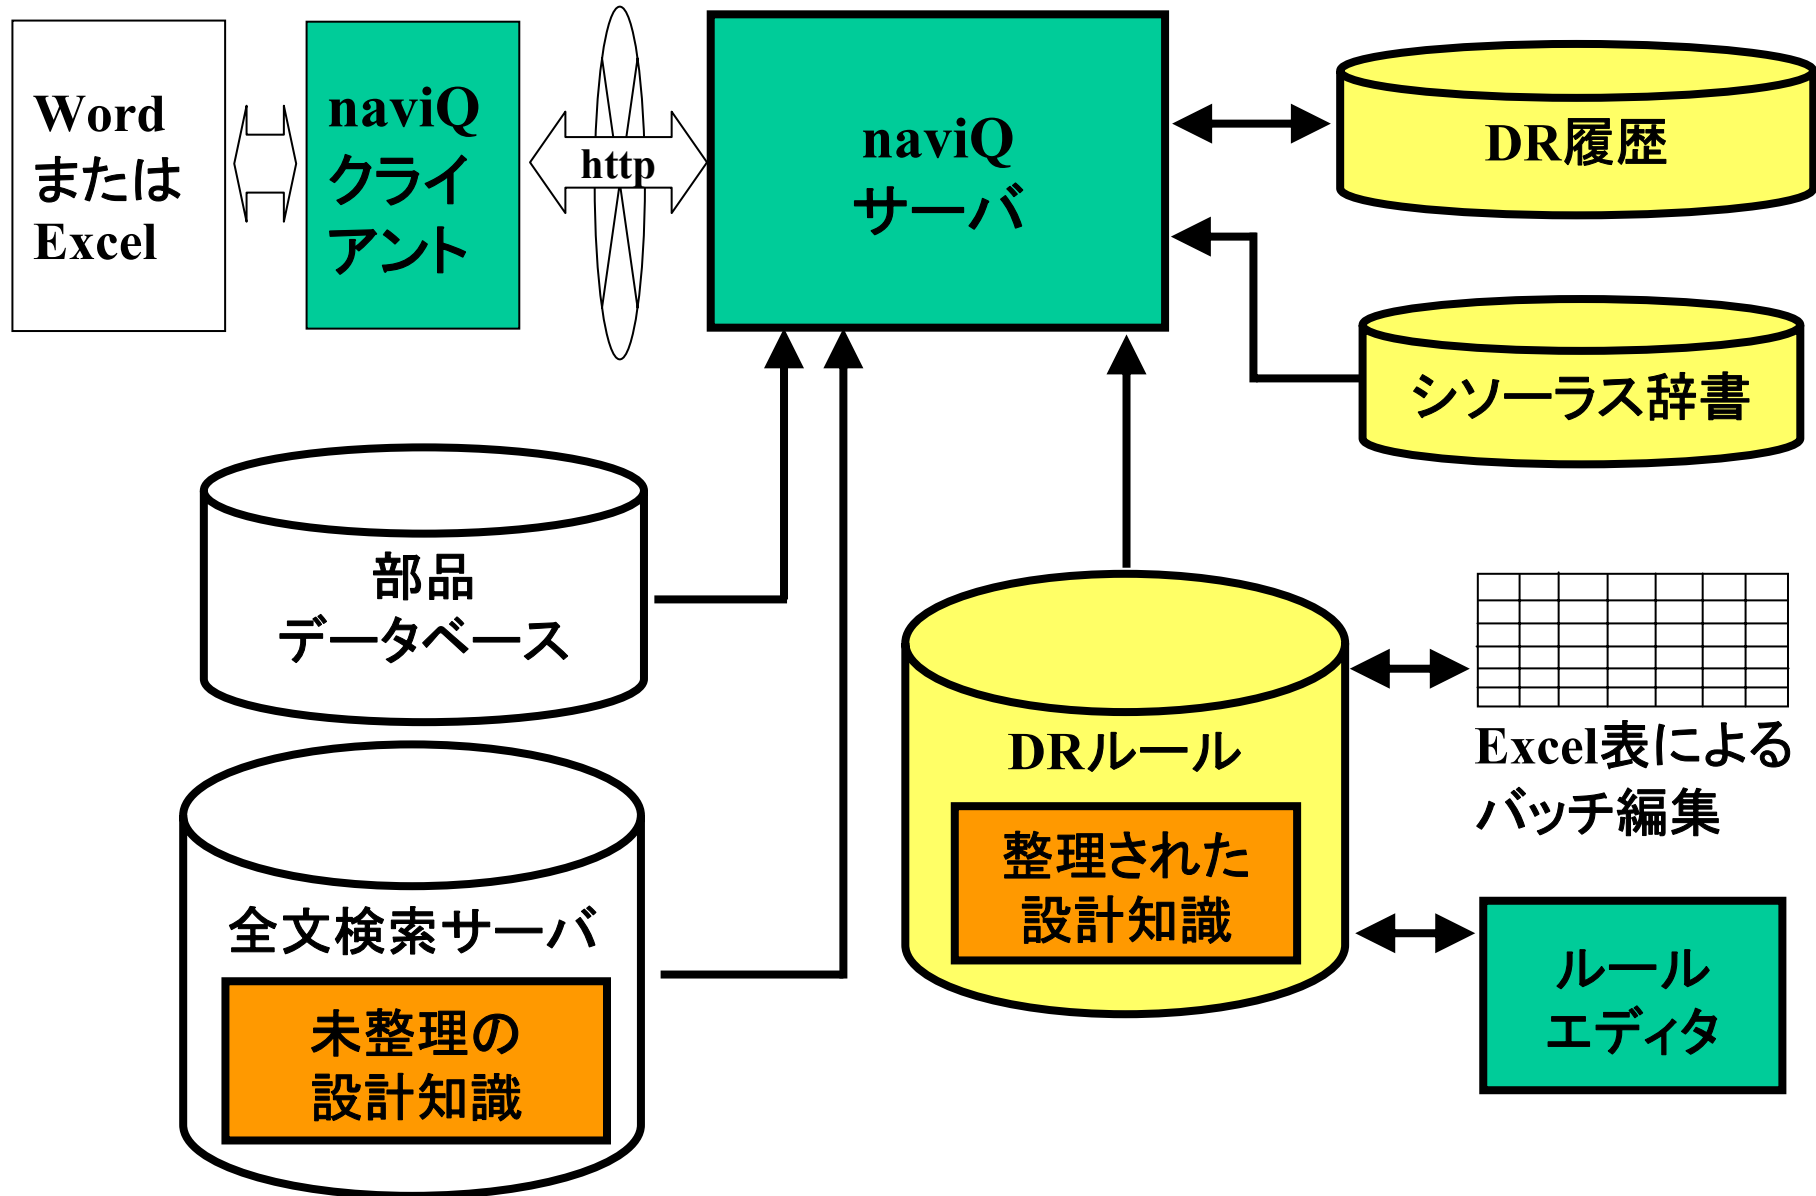 Word
または
Excel
naviQ
クライ
アント
http
naviQ
サーバ
DR履歴
シソーラス辞書
部品
データベース
全文検索サーバ
未整理の
設計知識
DRルール
整理された
設計知識
Excel表による
バッチ編集
ルール
エディタ